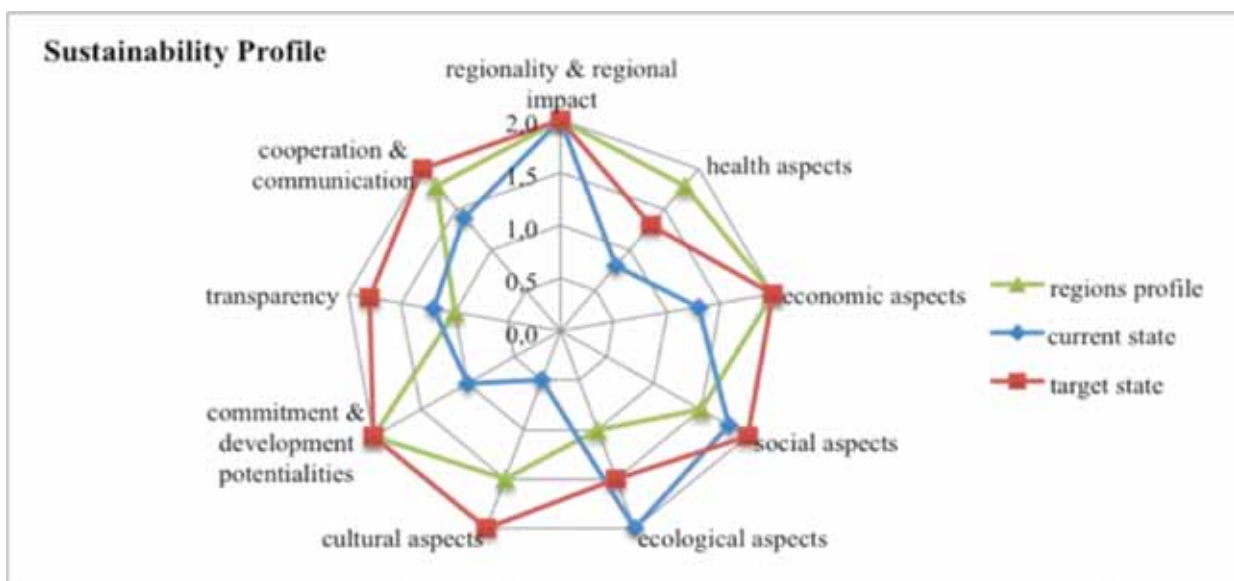 Sustainability Profile
regionality & regional
impact
2,0
1,5
1,0
0,5
0,0
health aspects
economic aspects
social aspects
ecological aspects
cultural aspects
commitment &
development
potentialities
transparency
cooperation &
communication
regions profile
current state
target state